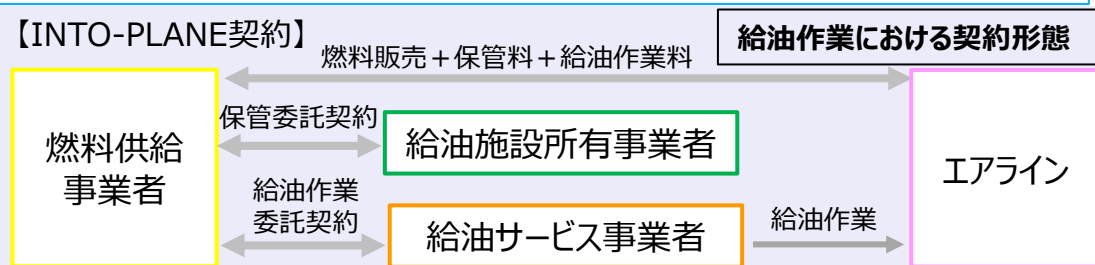 【INTO-PLANE契約】
給油作業における契約形態
燃料販売＋保管料＋給油作業料
燃料供給
事業者
保管委託契約
給油施設所有事業者
エアライン
給油作業
委託契約
給油サービス事業者
給油作業